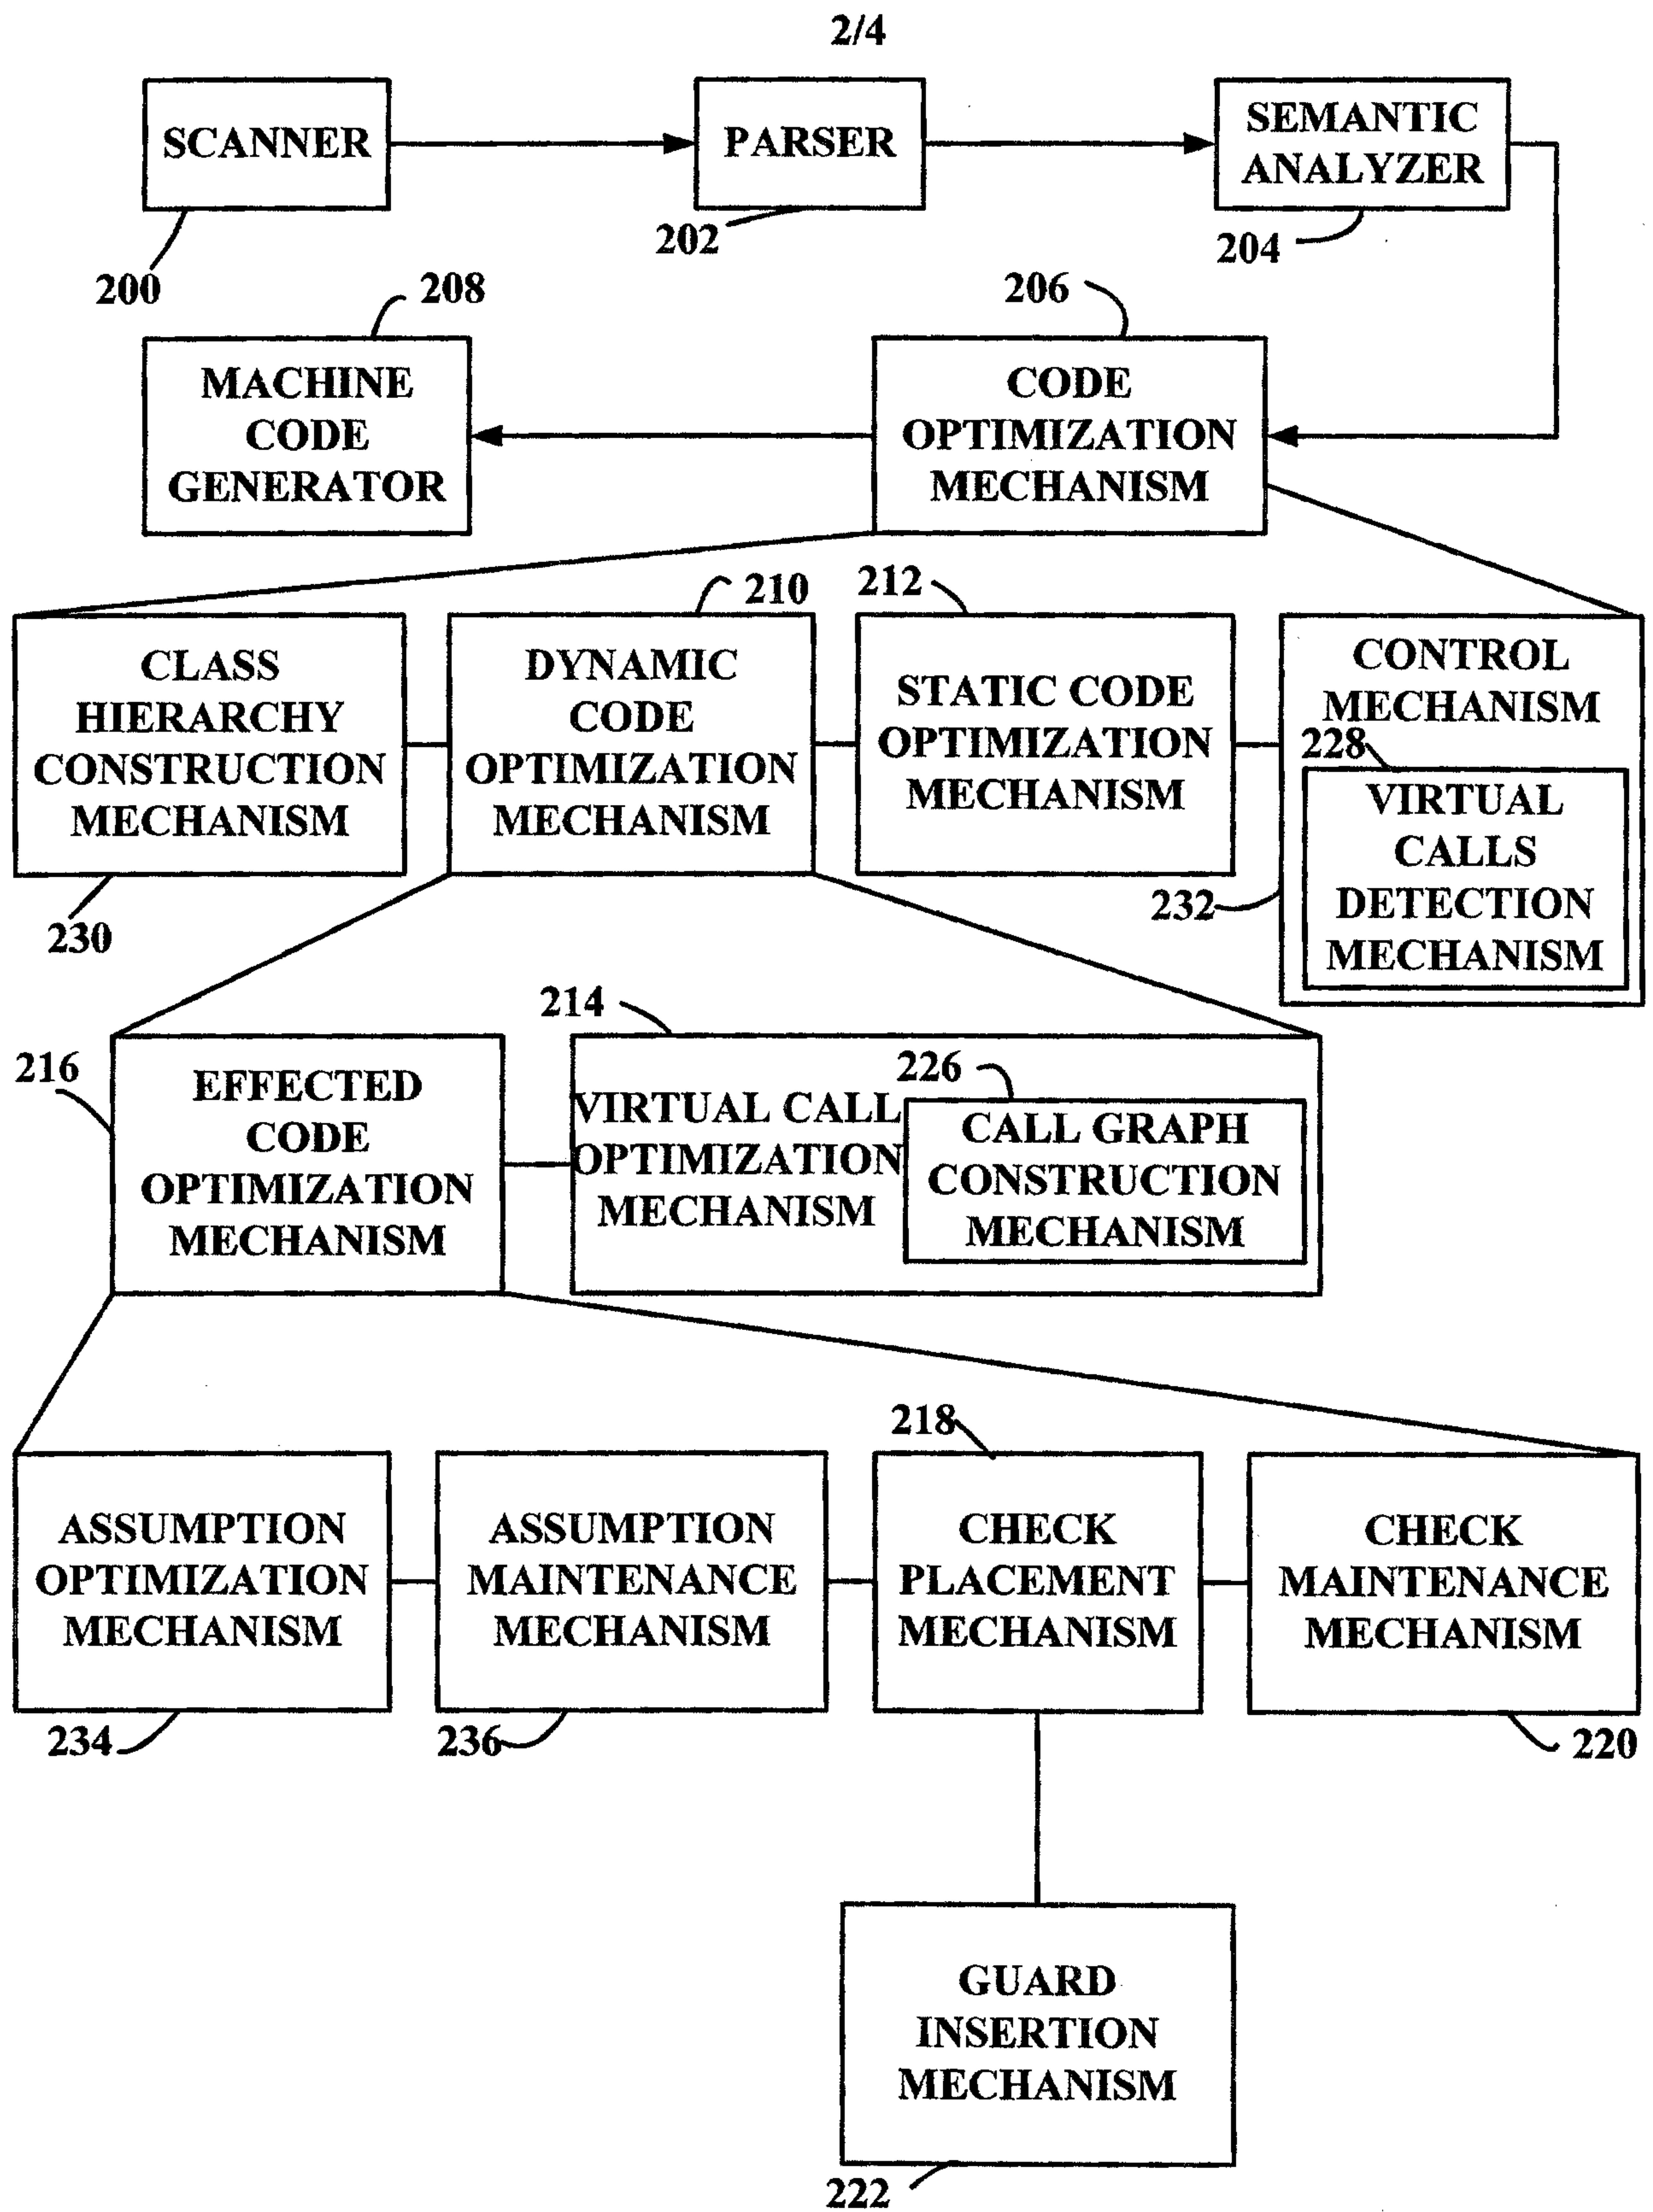 2/4
SCANNER
PARSER
SEMANTIC
ANALYZER
200
202
204
208
206
MACHINE
CODE
GENERATOR
CODE
OPTIMIZATION
MECHANISM
210
212
CLASS
HIERARCHY
CONSTRUCTION
MECHANISM
DYNAMIC
CODE
OPTIMIZATION
MECHANISM
STATIC CODE
OPTIMIZATION
MECHANISM
CONTROL
MECHANISM
228
VIRTUAL
CALLS
DETECTION
MECHANISM
230
232
214
216
EFFECTED
CODE
OPTIMIZATION
MECHANISM
VIRTUAL CALL
OPTIMIZATION
MECHANISM
226
CALL GRAPH
CONSTRUCTION
MECHANISM
218
ASSUMPTION
OPTIMIZATION
MECHANISM
ASSUMPTION
MAINTENANCE
MECHANISM
CHECK
PLACEMENT
MECHANISM
CHECK
MAINTENANCE
MECHANISM
234
236
220
GUARD
INSERTION
MECHANISM
222